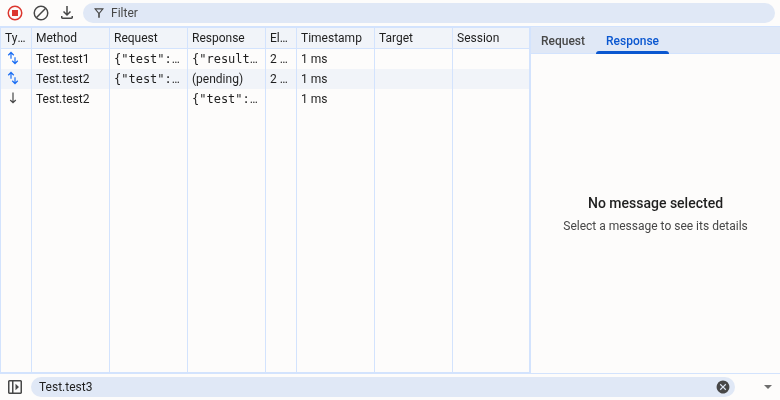 Filter
Ty… Method Request Response El… Timestamp Target Session
Test.test1 {"test":… {"result… 2 … 1 ms
Test.test2 {"test":… (pending) 2 … 1 ms
Test.test2 {"test":… 1 ms
Request Response
No message selected
Select a message to see its details
Test.test3